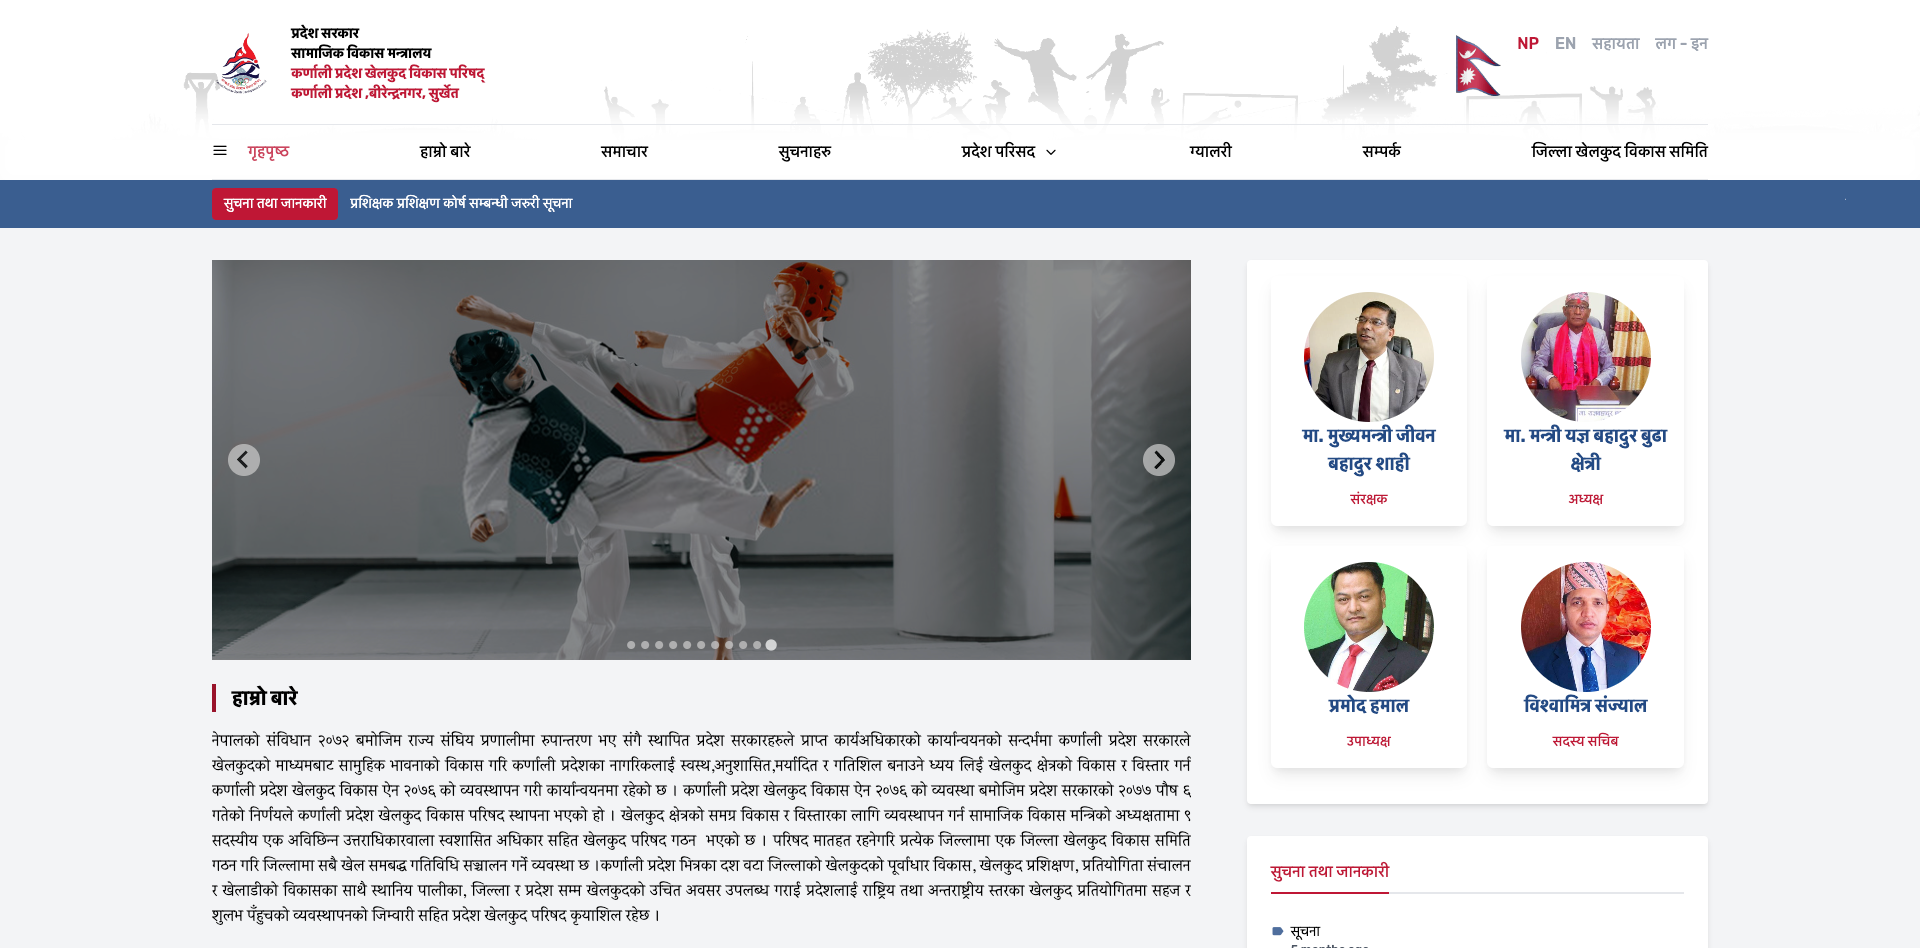 प्रदेश सरकार
सामाजिक विकास मन्त्रालय
कर्णाली प्रदेश खेलकुद विकास परिषद्
कर्णाली प्रदेश ,बीरेन्द्रनगर, सुर्खेत
NP EN सहायता लग - इन
गृहपृष्ठ हाम्रो बारे समाचार सुचनाहरु प्रदेश परिसद ग्यालरी सम्पर्क जिल्ला खेलकुद विकास समिति
सुचना तथा जानकारी प्रशिक्षक प्रशिक्षण कोर्ष सम्बन्धी जरुरी सूचना
मा. मुख्यमन्त्री जीवन
बहादुर शाही
संरक्षक
मा. मन्त्री यज्ञ बहादुर बुढा
क्षेत्री
अध्यक्ष
प्रमोद हमाल
उपाध्यक्ष
विश्वामित्र संज्याल
सदस्य सचिब
हाम्रो बारे
नेपालको संविधान २०७२ बमोजिम राज्य संघिय प्रणालीमा रुपान्तरण भए संगै स्थापित प्रदेश सरकारहरुले प्राप्त कार्यअधिकारको कार्यान्वयनको सन्दर्भमा कर्णाली प्रदेश सरकारले
खेलकुदको माध्यमबाट सामुहिक भावनाको विकास गरि कर्णाली प्रदेशका नागरिकलाई स्वस्थ,अनुशासित,मर्यादित र गतिशिल बनाउने ध्यय लिई खेलकुद क्षेत्रको विकास र विस्तार गर्न
कर्णाली प्रदेश खेलकुद विकास ऐन २०७६ को व्यवस्थापन गरी कार्यान्वयनमा रहेको छ । कर्णाली प्रदेश खेलकुद विकास ऐन २०७६ को व्यवस्था बमोजिम प्रदेश सरकारको २०७७ पौष ६
गतेको निर्णयले कर्णाली प्रदेश खेलकुद विकास परिषद स्थापना भएको हो । खेलकुद क्षेत्रको समग्र विकास र विस्तारका लागि व्यवस्थापन गर्न सामाजिक विकास मन्त्रिको अध्यक्षतामा ९
सदस्यीय एक अविछिन्न उत्तराधिकारवाला स्वशासित अधिकार सहित खेलकुद परिषद गठन भएको छ । परिषद मातहत रहनेगरि प्रत्येक जिल्लामा एक जिल्ला खेलकुद विकास समिति
गठन गरि जिल्लामा सबै खेल समबद्ध गतिविधि सञ्चालन गर्ने व्यवस्था छ ।कर्णाली प्रदेश भित्रका दश वटा जिल्लाको खेलकुदको पूर्वाधार विकास, खेलकुद प्रशिक्षण, प्रतियोगिता संचालन
र खेलाडीको विकासका साथै स्थानिय पालीका, जिल्ला र प्रदेश सम्म खेलकुदको उचित अवसर उपलब्ध गराई प्रदेशलाई राष्ट्रिय तथा अन्तराष्ट्रीय स्तरका खेलकुद प्रतियोगितमा सहज र
शुलभ पँहुचको व्यवस्थापनको जिम्वारी सहित प्रदेश खेलकुद परिषद कृयाशिल रहेछ ।
सुचना तथा जानकारी
सूचना
5 months ago